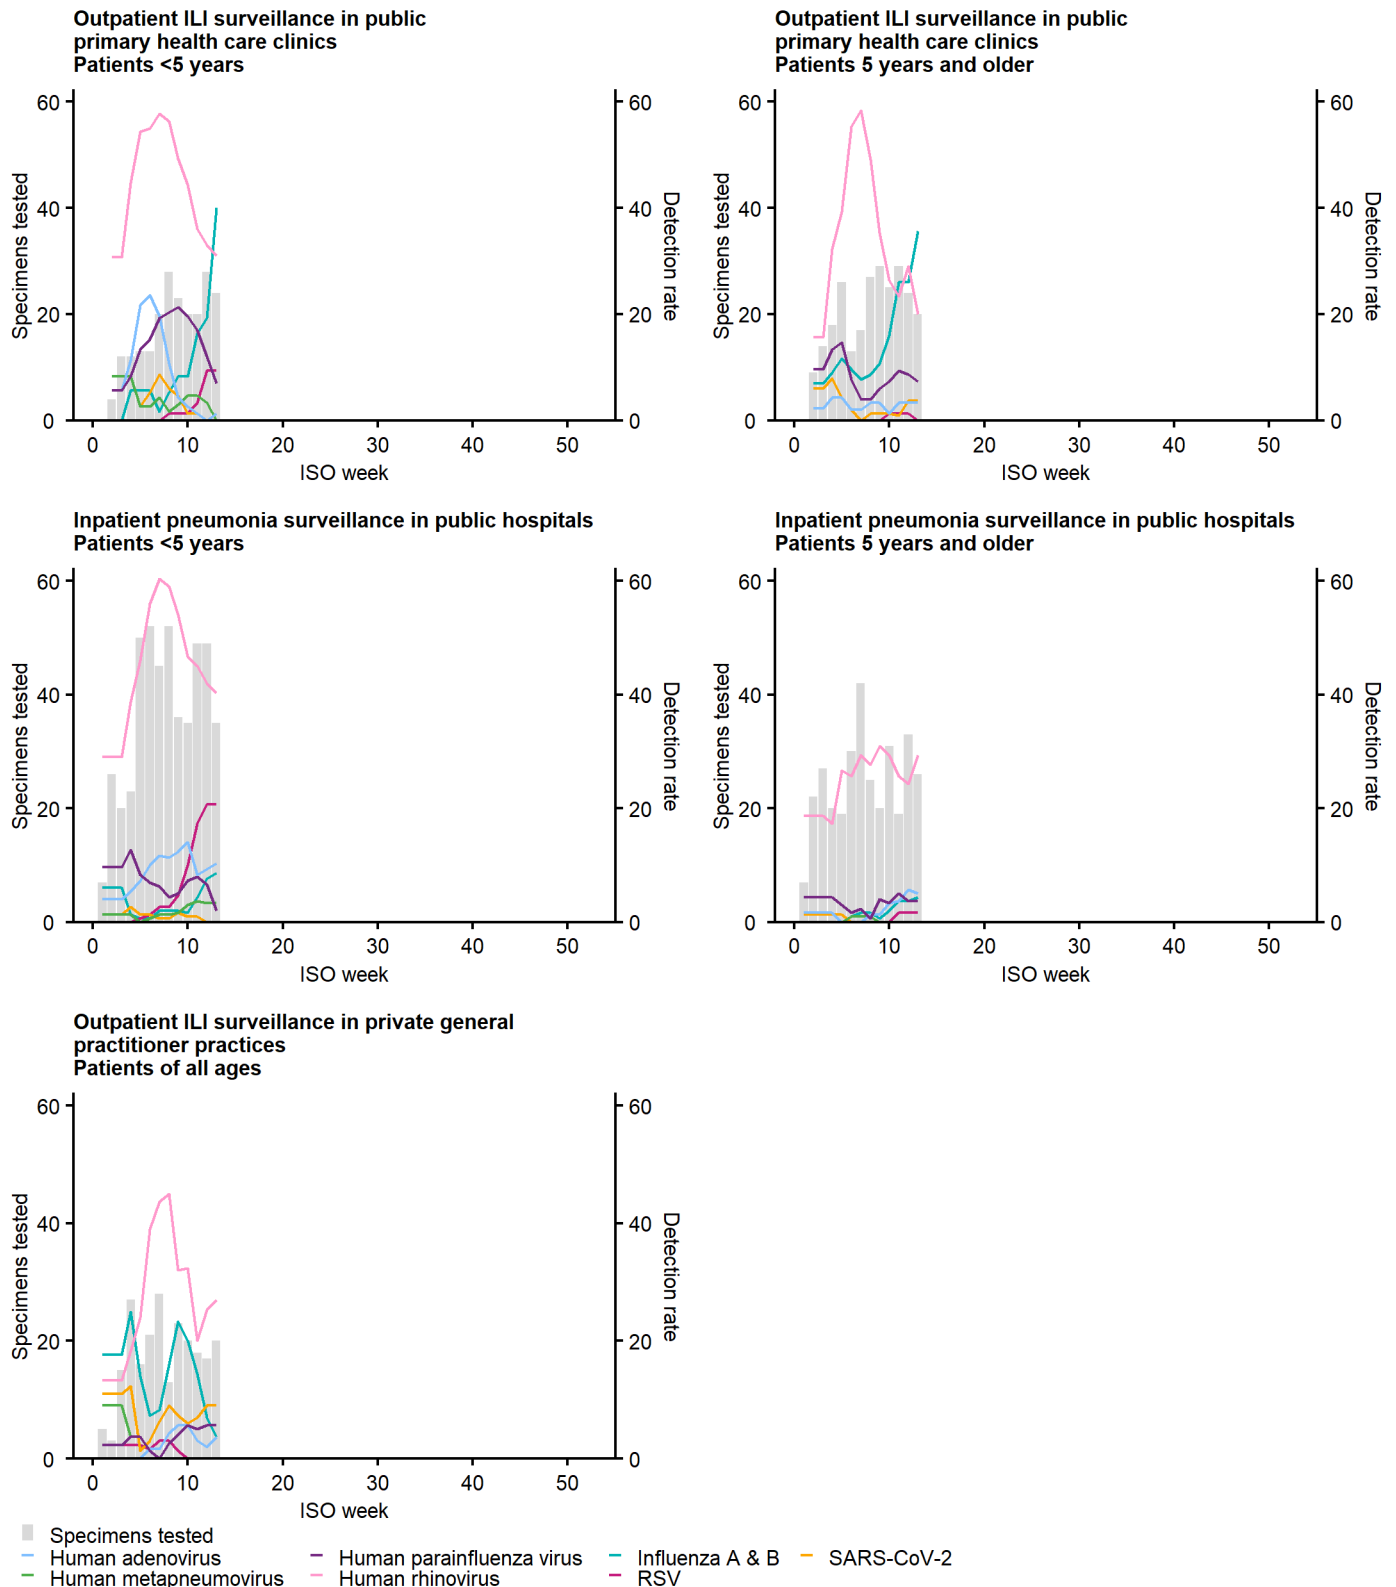 Outpatient ILI surveillance in public
primary health care clinics
Patients <5 years
60
40
20
0
Specimens tested
60
40
20
0
Detection rate
0 10 20 30 40 50
ISO week
Outpatient ILI surveillance in public
primary health care clinics
Patients 5 years and older
60
40
20
0
Specimens tested
60
40
20
0
Detection rate
0 10 20 30 40 50
ISO week
Inpatient pneumonia surveillance in public hospitals
Patients <5 years
60
40
20
0
Specimens tested
60
40
20
0
Detection rate
0 10 20 30 40 50
ISO week
Inpatient pneumonia surveillance in public hospitals
Patients 5 years and older
60
40
20
0
Specimens tested
60
40
20
0
Detection rate
0 10 20 30 40 50
ISO week
Outpatient ILI surveillance in private general
practitioner practices
Patients of all ages
60
40
20
0
Specimens tested
60
40
20
0
Detection rate
0 10 20 30 40 50
ISO week
Specimens tested
Human adenovirus Human parainfluenza virus Influenza A & B SARS-CoV-2
Human metapneumovirus Human rhinovirus RSV